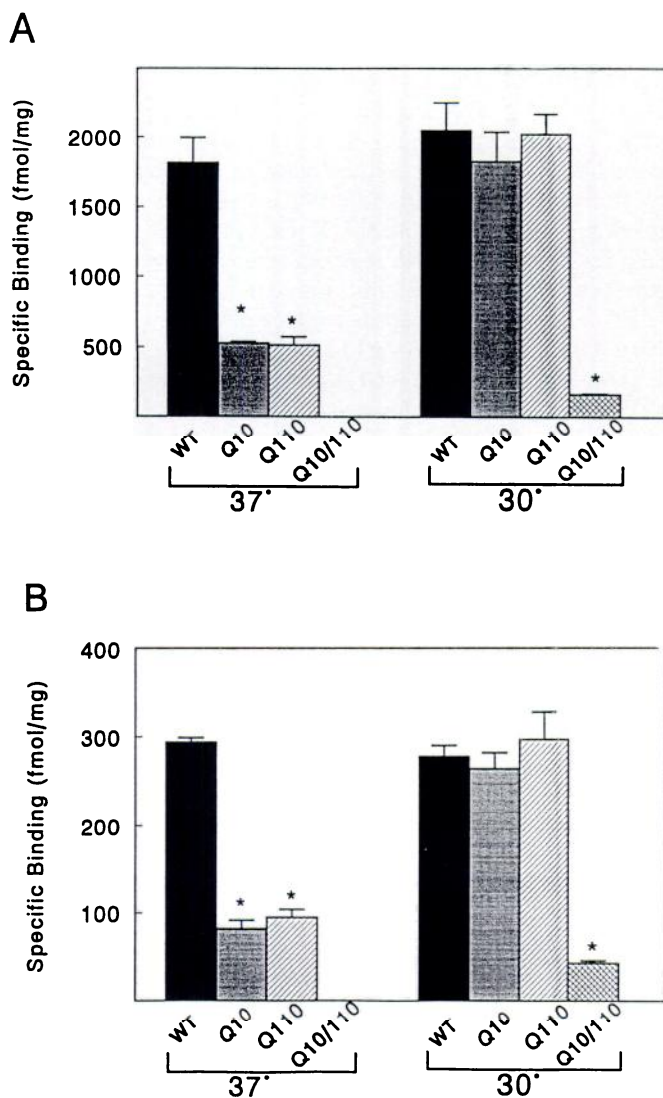 A
Specific Binding (fmol/mg)
2000
1500
1000
500
* * *
WT Q10 Q110 Q10/110 WT Q10 Q110 Q10/110
37° 30°
B
Specific Binding (fmol/mg)
400
300
200
100
* * *
WT Q10 Q110 Q10/110 WT Q10 Q110 Q10/110
37° 30°